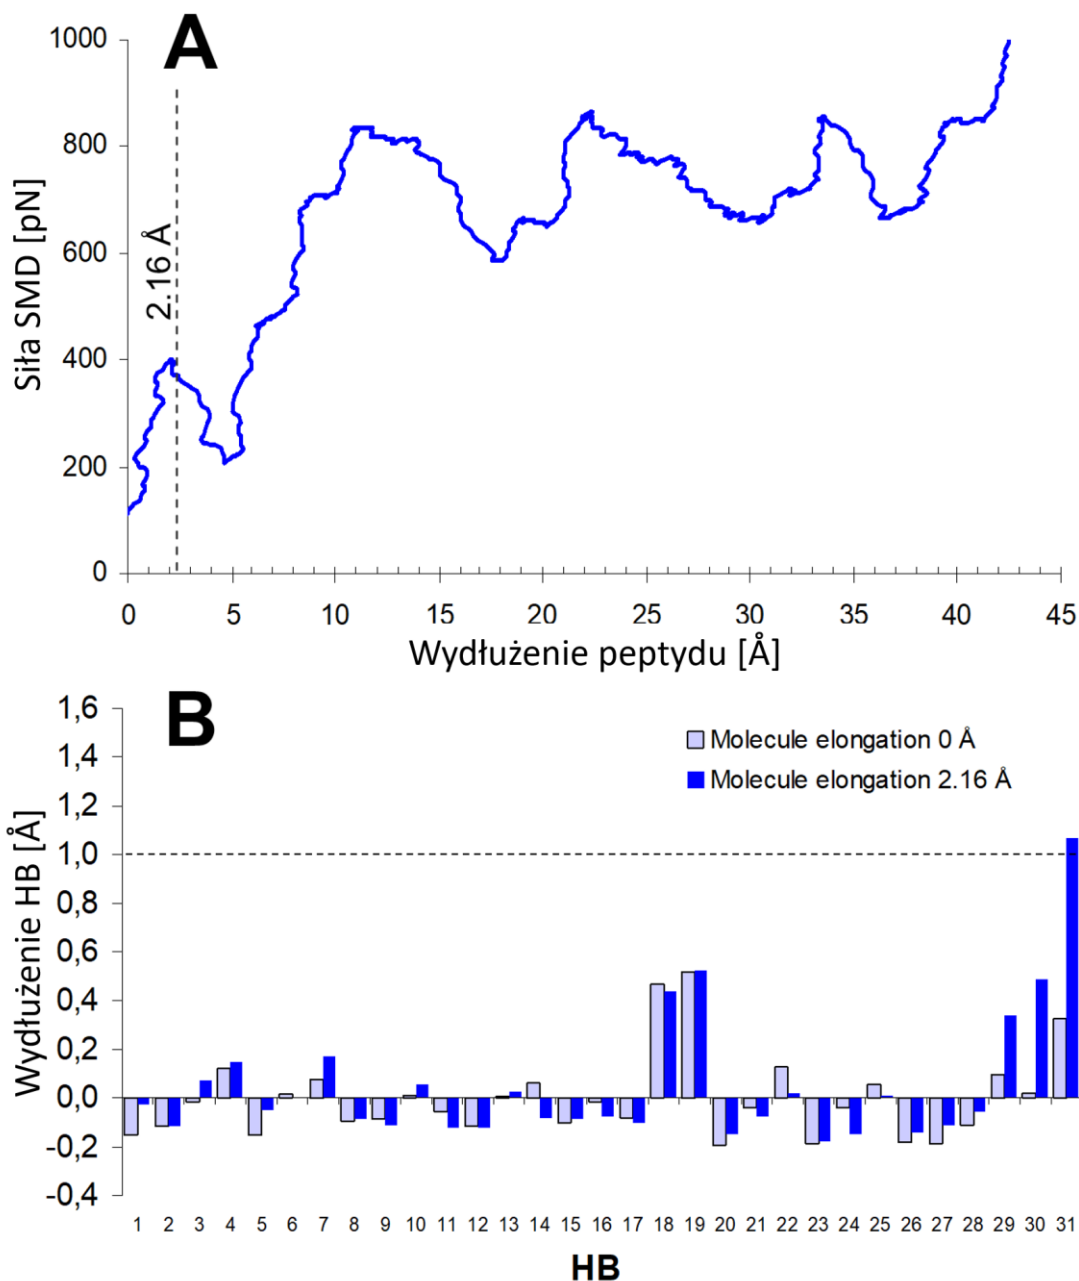 A
Siła SMD [pN]
1000
800
600
400
200
0
2.16 Å
0 5 10 15 20 25 30 35 40 45
Wydłużenie peptydu [Å]
B
Wydłużenie HB [Å]
1,6
1,4
1,2
1,0
0,8
0,6
0,4
0,2
0,0
-0,2
-0,4
Molecule elongation 0 Å
Molecule elongation 2.16 Å
1 2 3 4 5 6 7 8 9 10 11 12 13 14 15 16 17 18 19 20 21 22 23 24 25 26 27 28 29 30 31
HB